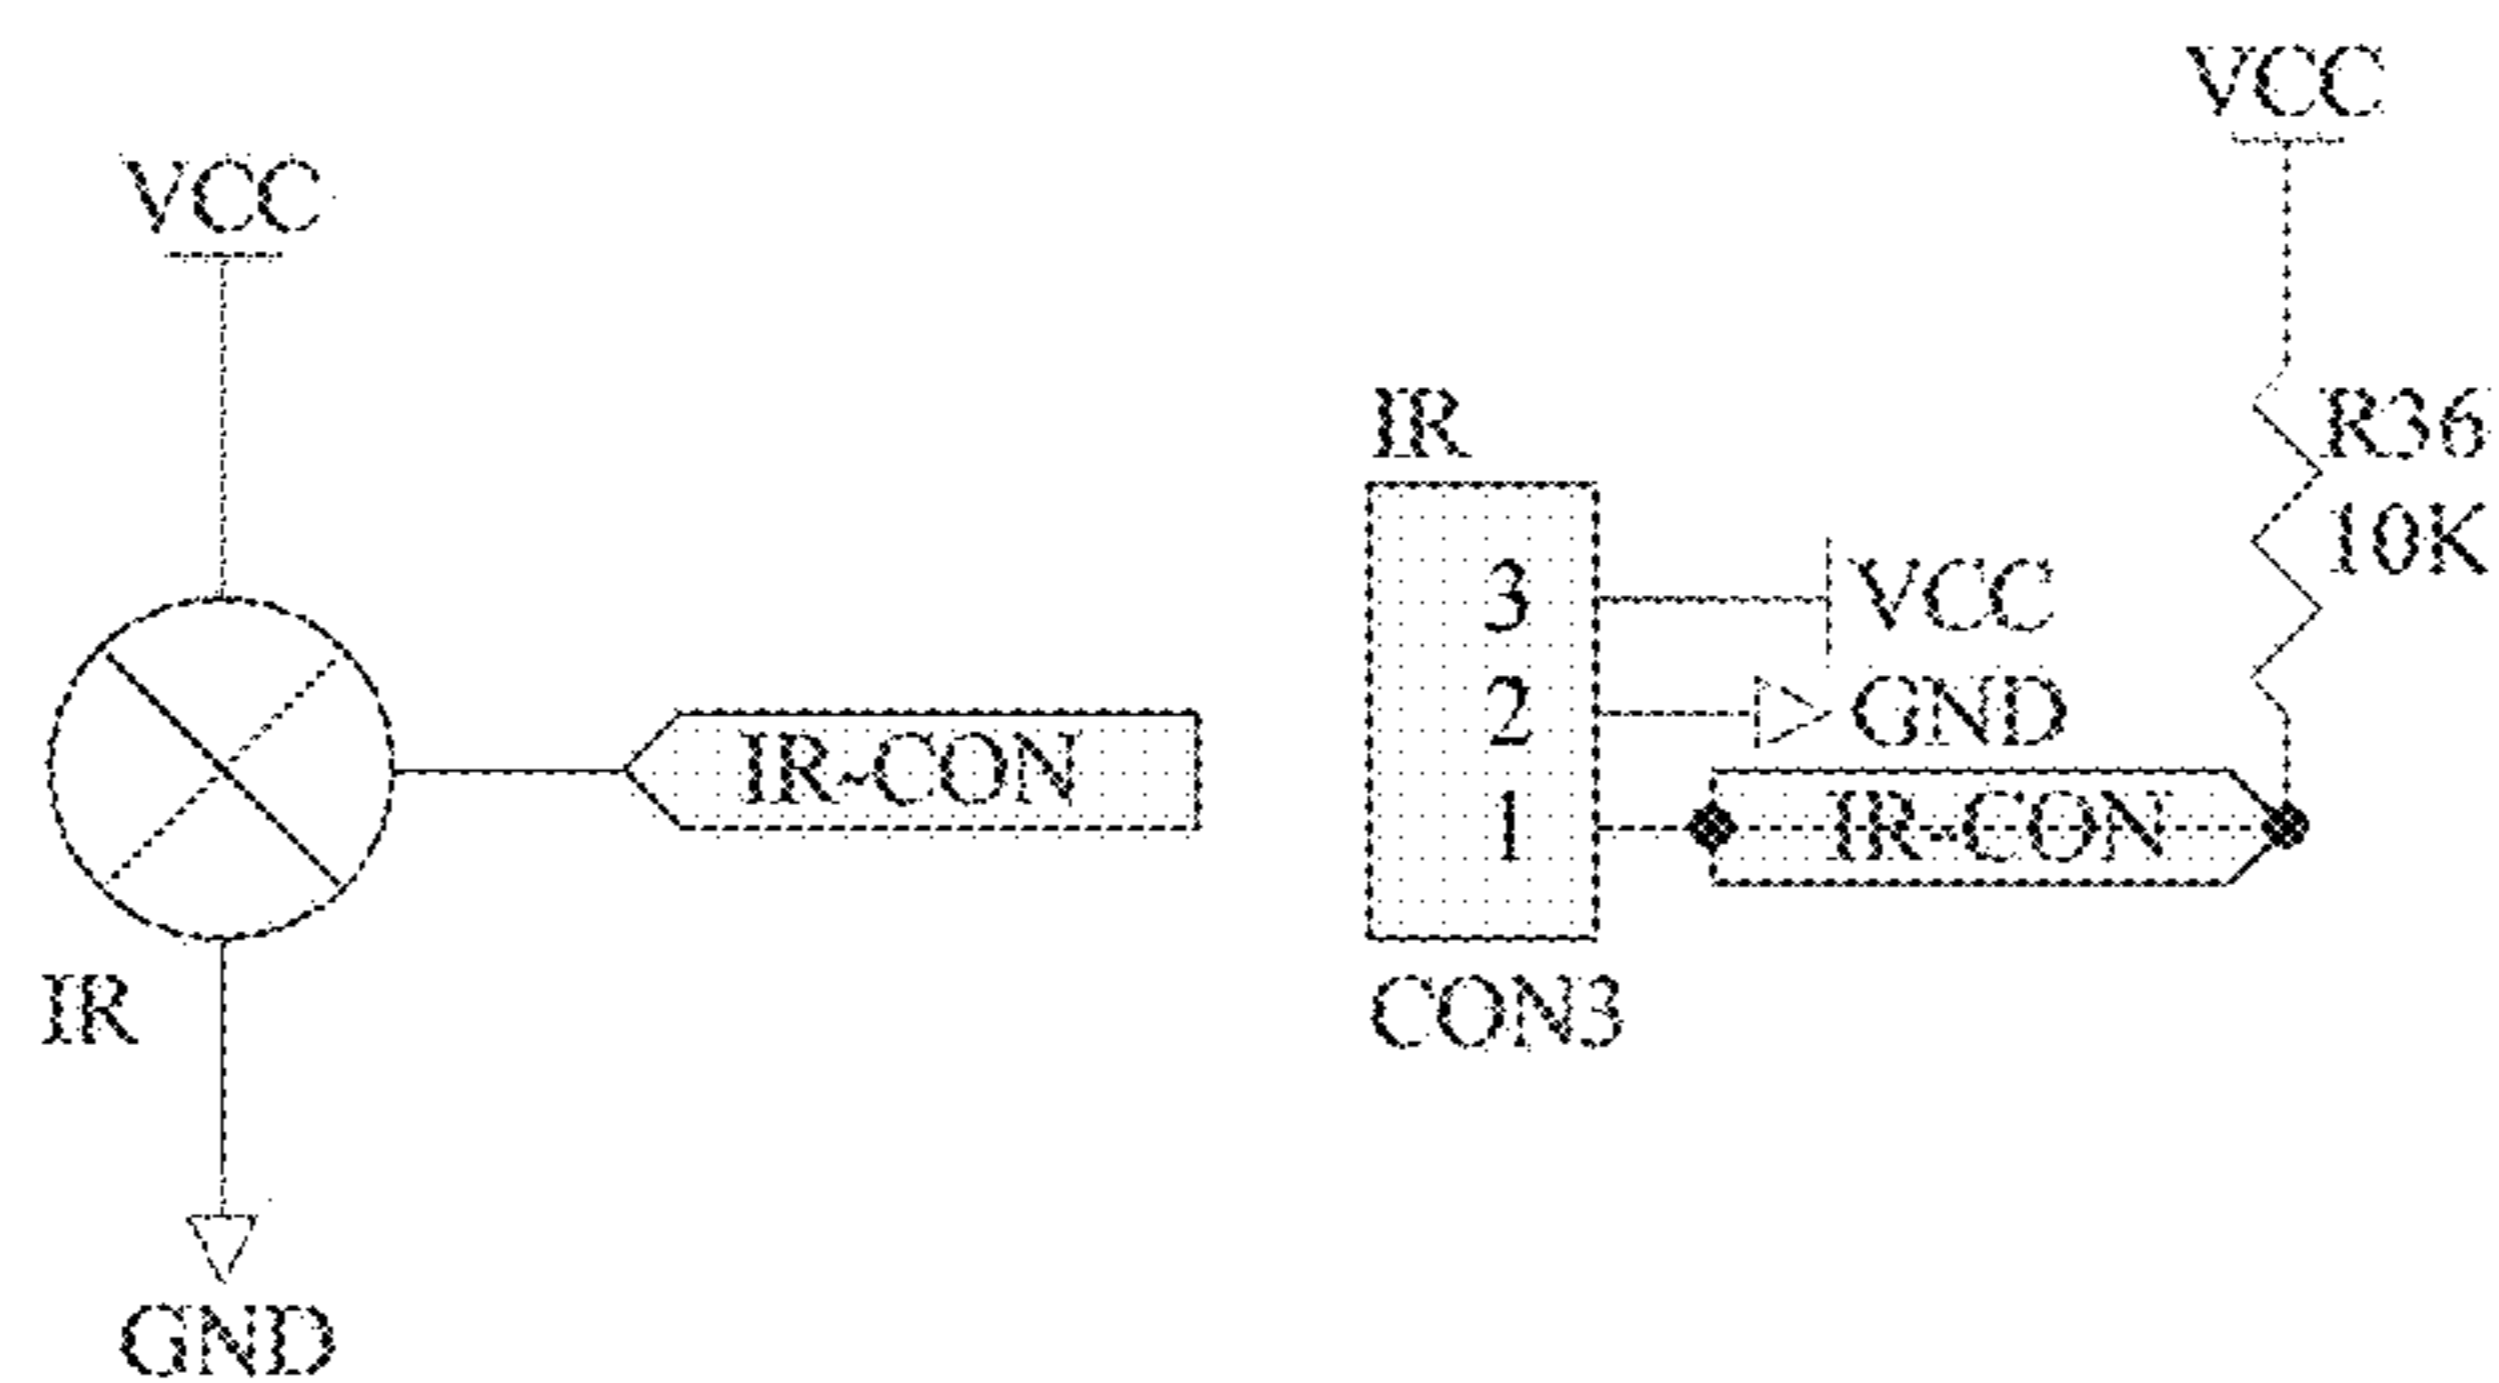 VCC
IR-CON
IR
GND
VCC
IR
R36
10K
3
VCC
2
GND
1
IR-CON
CON3